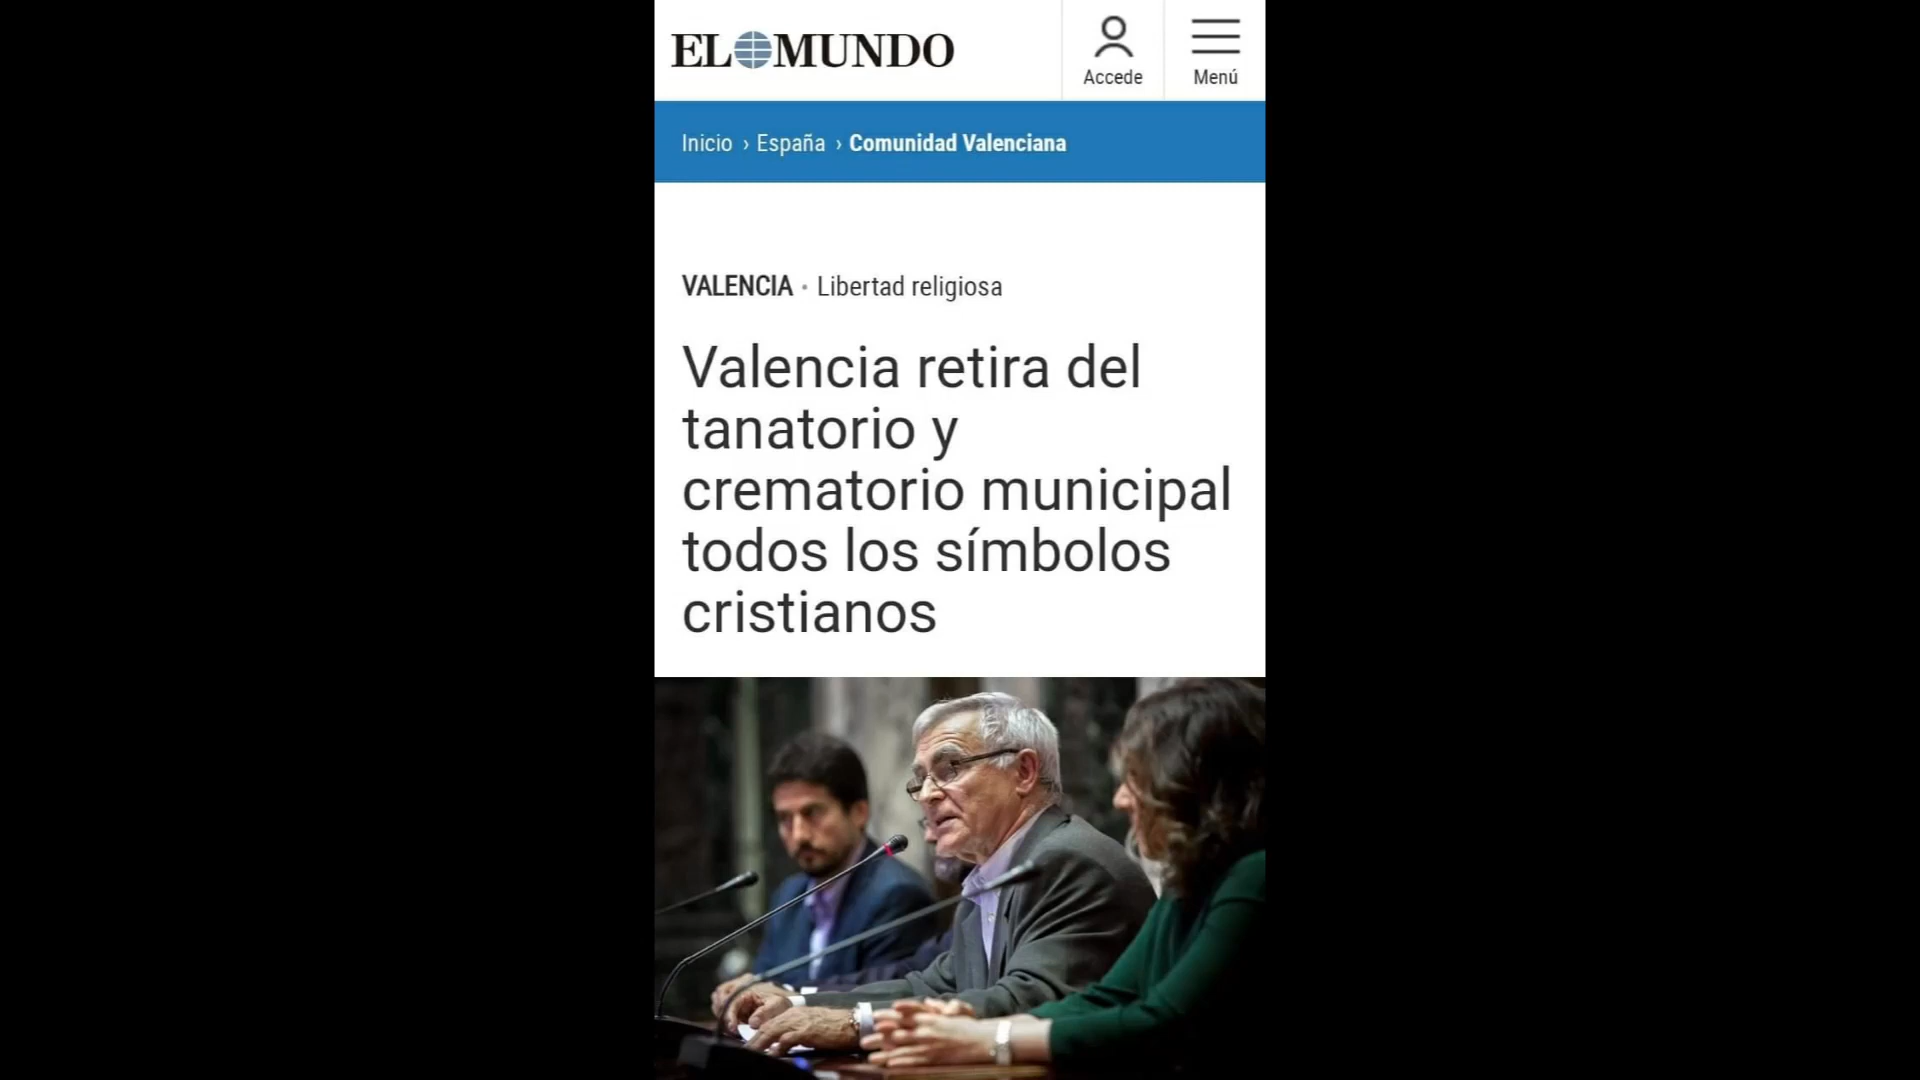 EL MUNDO
Accede
Menú
Inicio › España › Comunidad Valenciana
VALENCIA • Libertad religiosa
Valencia retira del
tanatorio y
crematorio municipal
todos los símbolos
cristianos